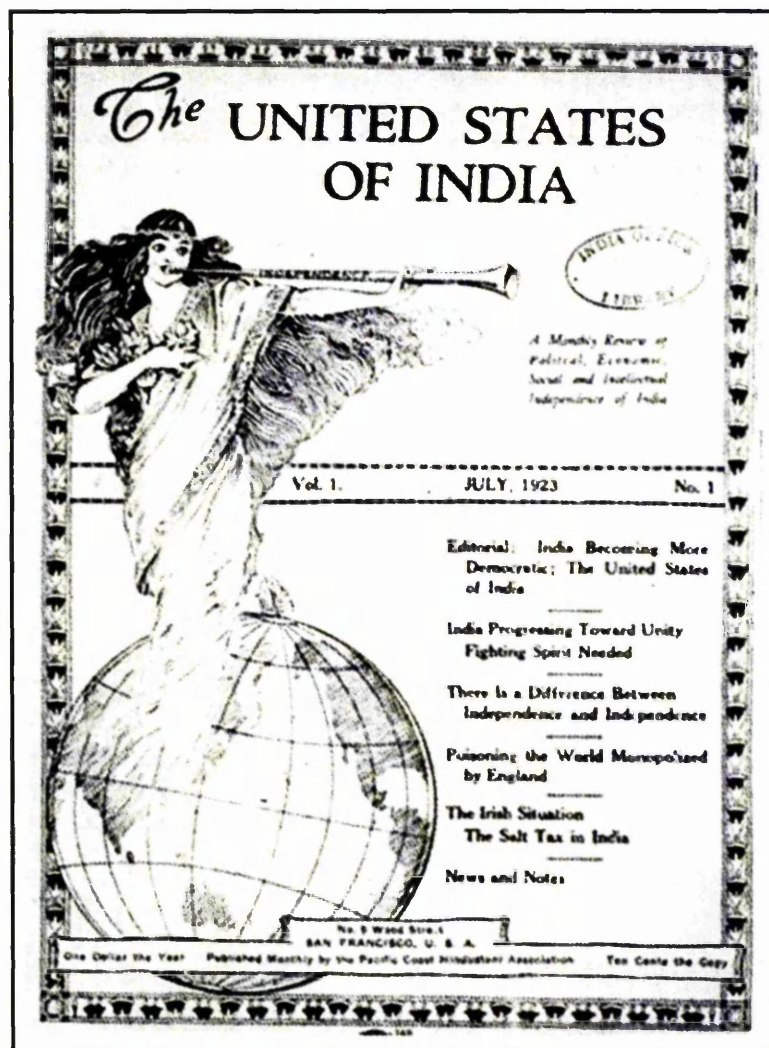 The UNITED STATES
OF INDIA
INDEPENDENCE
INDIA OFFICE
LIBRARY
A Monthly Review of
Political, Economic,
Social and Intellectual
Independence of India
Vol. 1. JULY, 1923 No. 1
Editorial: India Becoming More
Democratic; The United States
of India
India Progressing Toward Unity
Fighting Spirit Needed
There Is a Difference Between
Independence and Independence
Poisoning the World Monopolized
by England
The Irish Situation
The Salt Tax in India
News and Notes
No. 5 Wood Street
SAN FRANCISCO, U. S. A.
One Dollar the Year Published Monthly by the Pacific Coast Hindustani Association Ten Cents the Copy